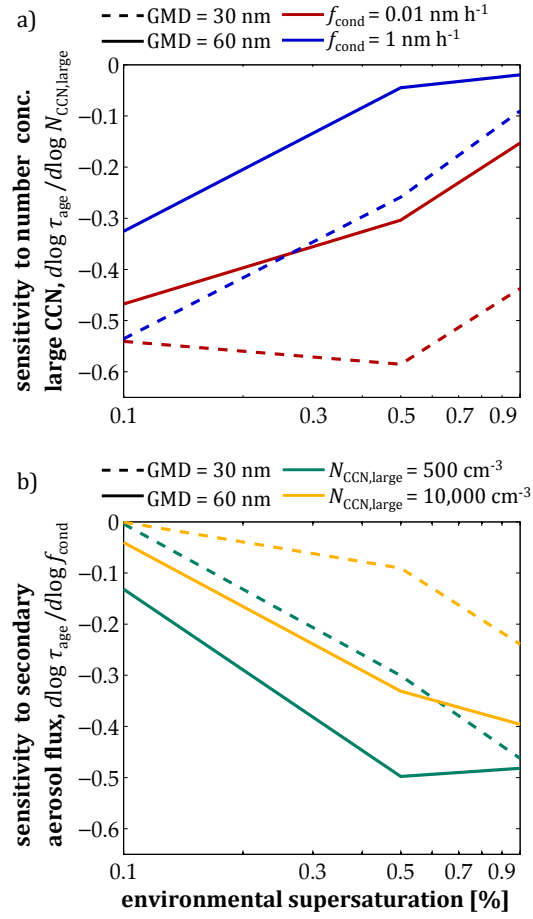 a)
GMD = 30 nm
f_cond = 0.01 nm h⁻¹
GMD = 60 nm
f_cond = 1 nm h⁻¹
sensitivity to number conc.
large CCN, dlog τ_age / dlog N_CCN,large
0
−0.1
−0.2
−0.3
−0.4
−0.5
−0.6
0.1
0.3
0.5
0.7
0.9
b)
GMD = 30 nm
N_CCN,large = 500 cm⁻³
GMD = 60 nm
N_CCN,large = 10,000 cm⁻³
sensitivity to secondary
aerosol flux, dlog τ_age / dlog f_cond
0
−0.1
−0.2
−0.3
−0.4
−0.5
−0.6
0.1
0.3
0.5
0.7
0.9
environmental supersaturation [%]